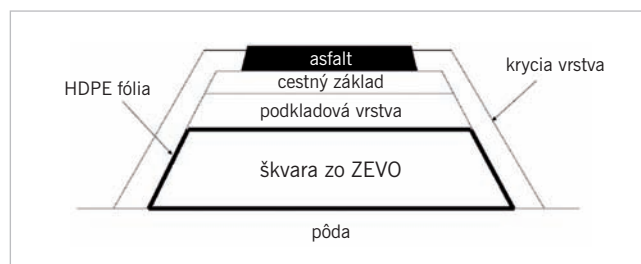 asfalt
cestný základ
krycia vrstva
HDPE fólia
podkladová vrstva
škvara zo ZEVO
pôda